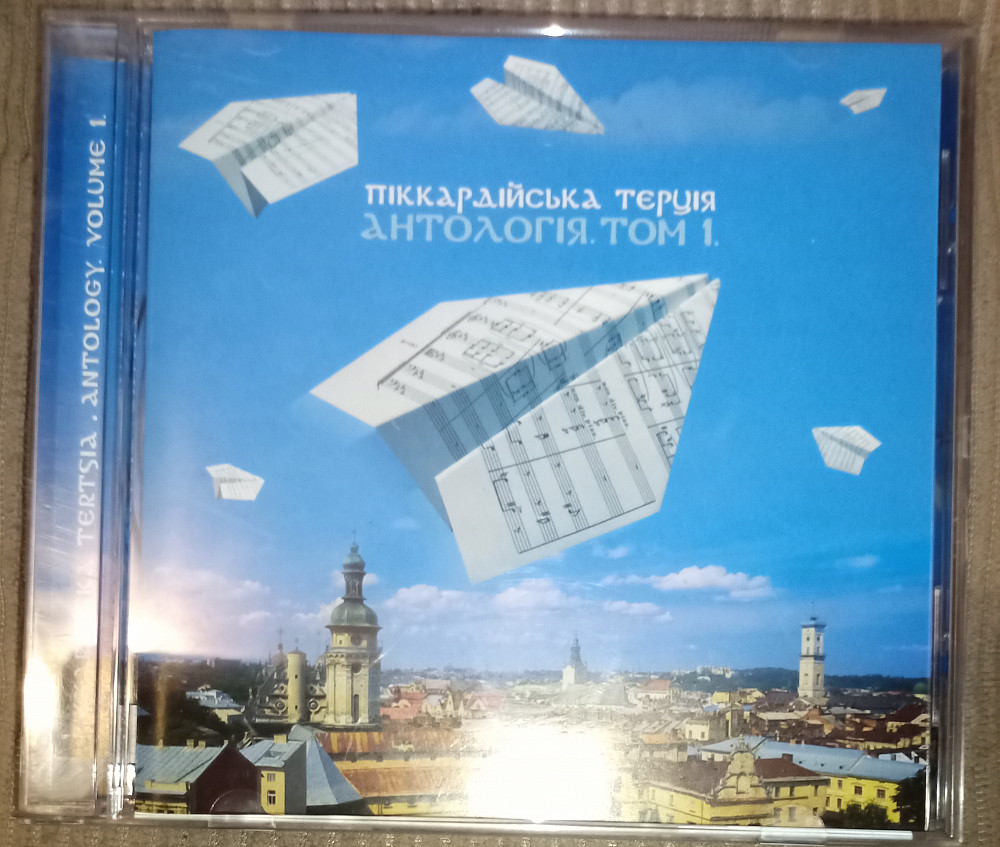 ПІККАРДІЙСЬКА ТЕРЦІЯ
АНТОЛОГІЯ. ТОМ 1.
TERTSIA . ANTOLOGY. VOLUME 1.